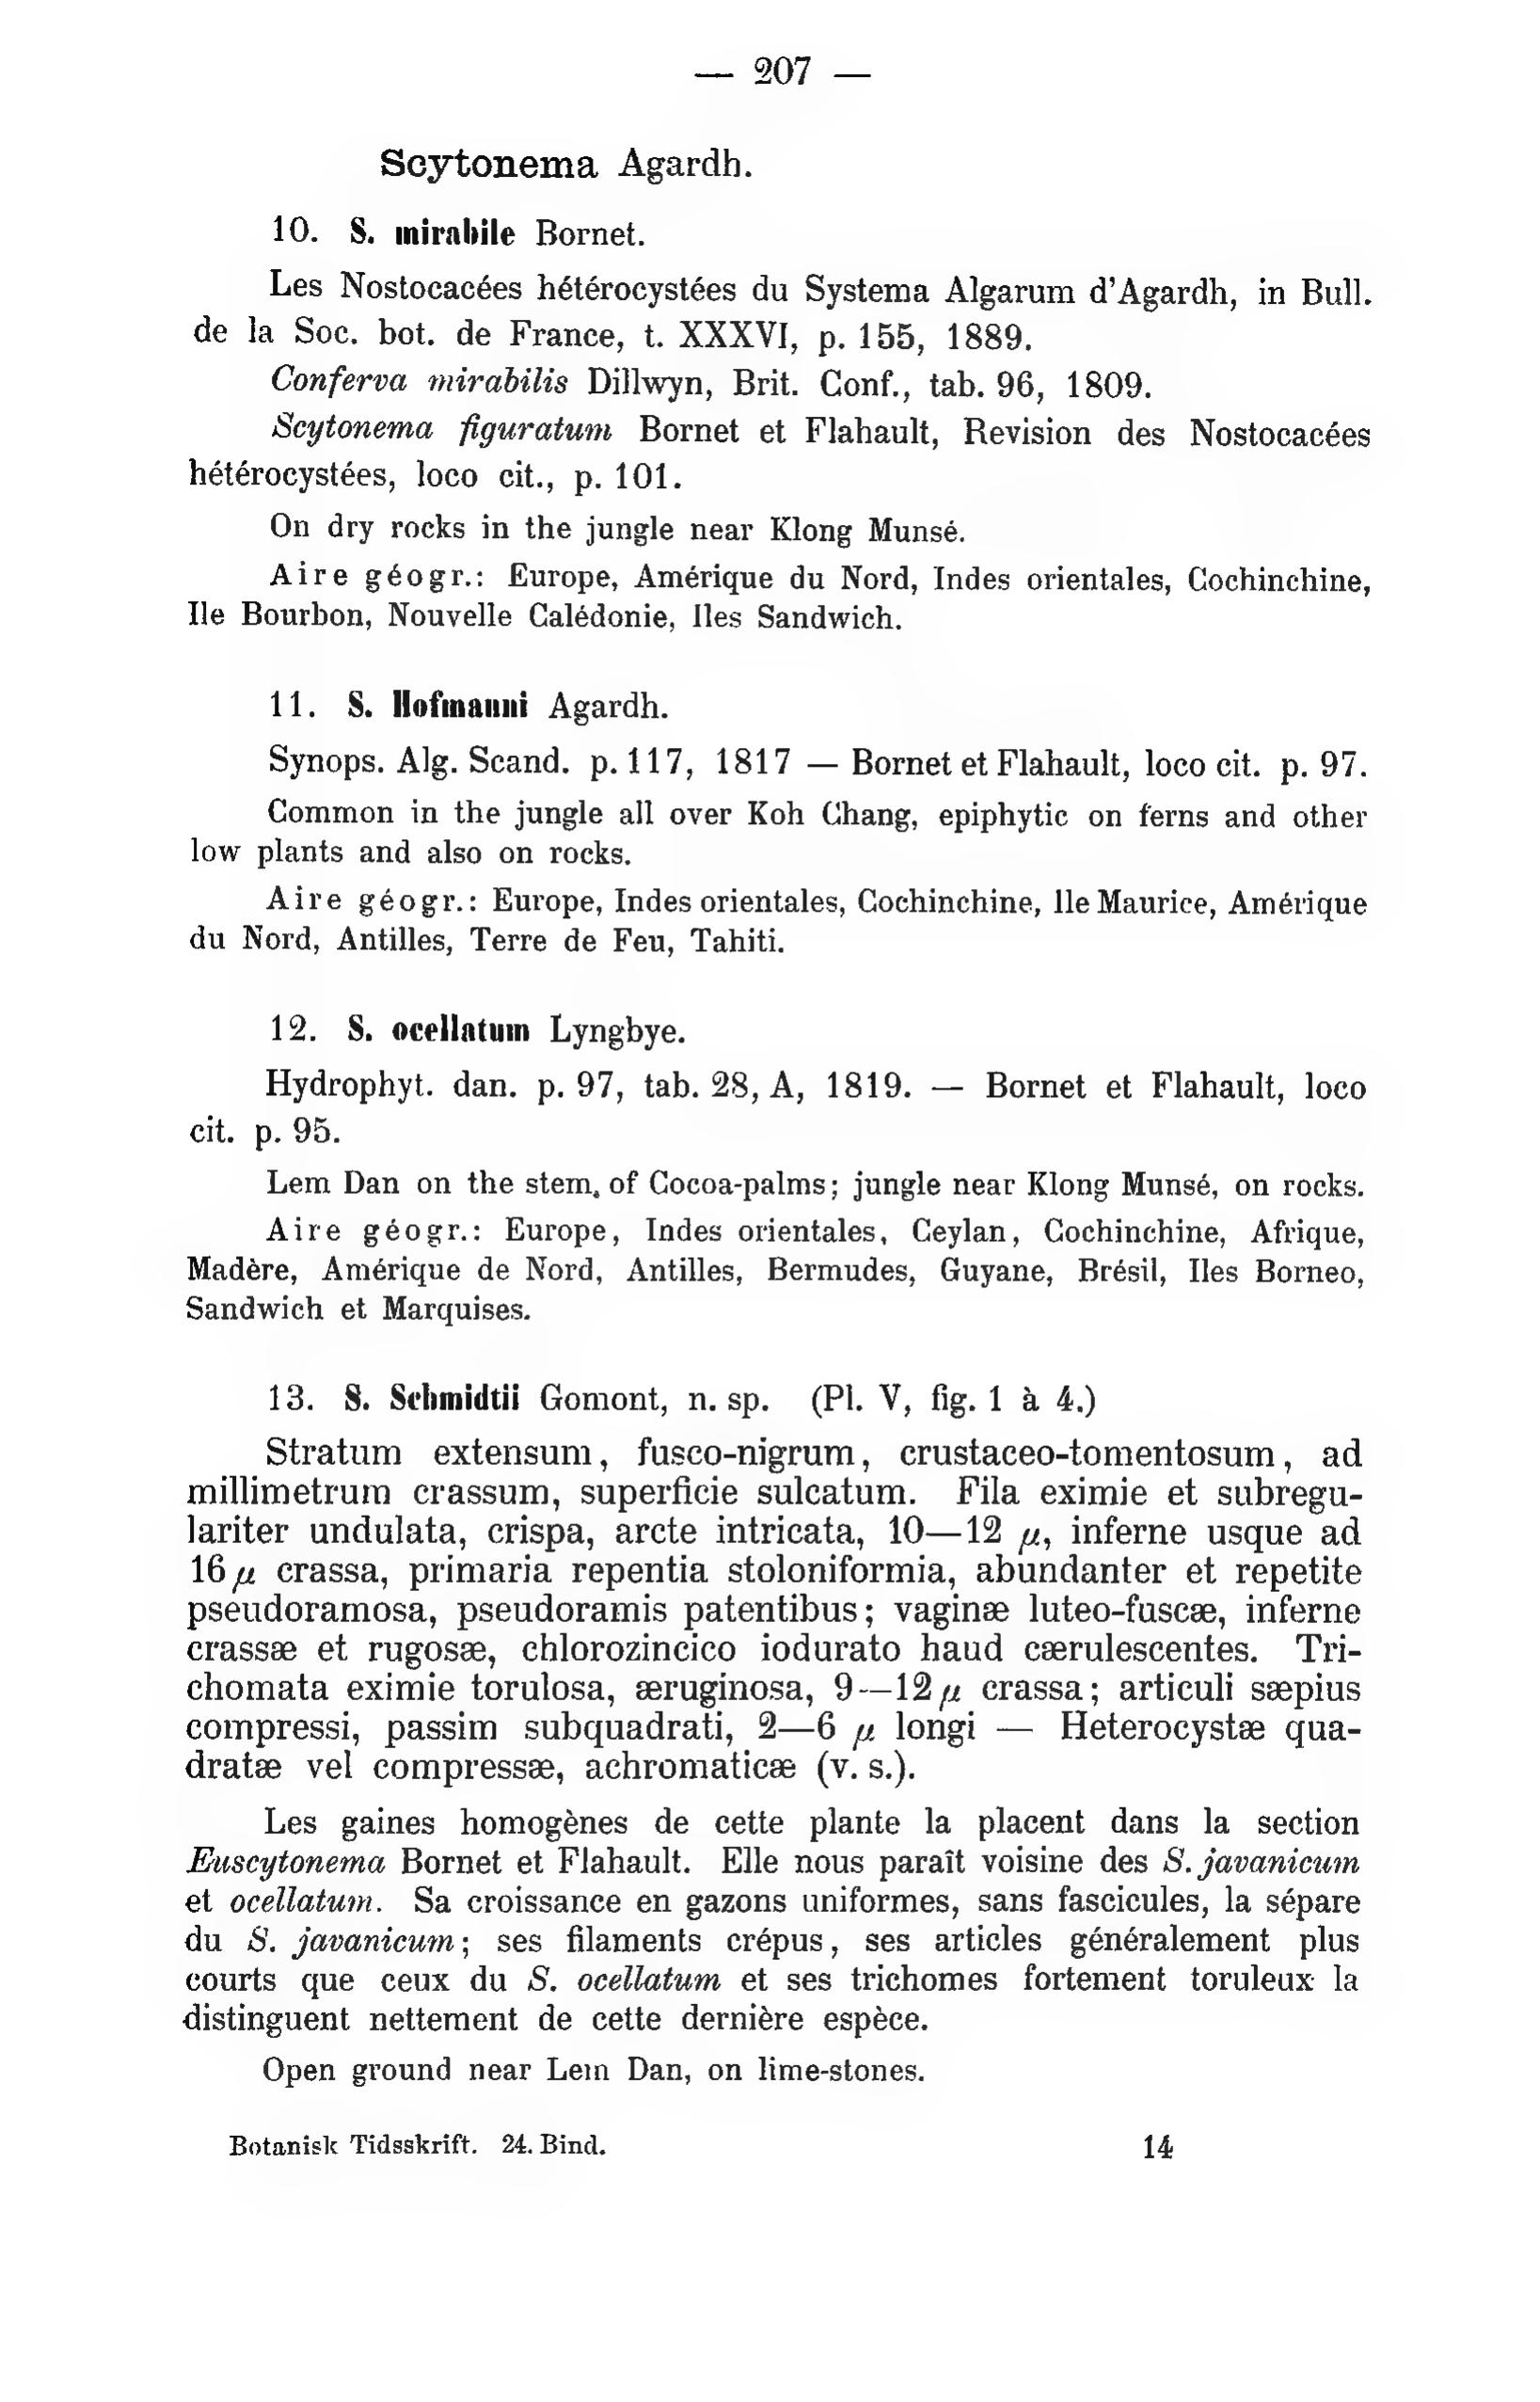 — 207 —
Scytonema Agardh.
10. S. mirabile Bornet.
Les Nostocacées hétérocystées du Systema Algarum d'Agardh, in Bull.
de la Soc. bot. de France, t. XXXVI, p. 155, 1889.
Conferva mirabilis Dillwyn, Brit. Conf., tab. 96, 1809.
Scytonema figuratum Bornet et Flahault, Revision des Nostocacées
hétérocystées, loco cit., p. 101.
On dry rocks in the jungle near Klong Munsé.
Aire géogr.: Europe, Amérique du Nord, Indes orientales, Cochinchine,
Ile Bourbon, Nouvelle Calédonie, Iles Sandwich.
11. S. Hofmanni Agardh.
Synops. Alg. Scand. p. 117, 1817 — Bornet et Flahault, loco cit. p. 97.
Common in the jungle all over Koh Chang, epiphytic on ferns and other
low plants and also on rocks.
Aire géogr.: Europe, Indes orientales, Cochinchine, Ile Maurice, Amérique
du Nord, Antilles, Terre de Feu, Tahiti.
12. S. ocellatum Lyngbye.
Hydrophyt. dan. p. 97, tab. 28, A, 1819. — Bornet et Flahault, loco
cit. p. 95.
Lem Dan on the stem, of Cocoa-palms; jungle near Klong Munsé, on rocks.
Aire géogr.: Europe, Indes orientales, Ceylan, Cochinchine, Afrique,
Madère, Amérique de Nord, Antilles, Bermudes, Guyane, Brésil, Iles Borneo,
Sandwich et Marquises.
13. S. Schmidtii Gomont, n. sp. (Pl. V, fig. 1 à 4.)
Stratum extensum, fusco-nigrum, crustaceo-tomentosum, ad
millimetrum crassum, superficie sulcatum. Fila eximie et subregu-
lariter undulata, crispa, arcte intricata, 10—12 μ, inferne usque ad
16 μ crassa, primaria repentia stoloniformia, abundanter et repetite
pseudoramosa, pseudoramis patentibus; vaginæ luteo-fuscæ, inferne
crassæ et rugosæ, chlorozincico iodurato haud cærulescentes. Tri-
chomata eximie torulosa, æruginosa, 9—12 μ crassa; articuli sæpius
compressi, passim subquadrati, 2—6 μ longi — Heterocystæ qua-
dratæ vel compressæ, achromaticæ (v. s.).
Les gaines homogènes de cette plante la placent dans la section
Euscytonema Bornet et Flahault. Elle nous paraît voisine des S. javanicum
et ocellatum. Sa croissance en gazons uniformes, sans fascicules, la sépare
du S. javanicum; ses filaments crépus, ses articles généralement plus
courts que ceux du S. ocellatum et ses trichomes fortement toruleux la
distinguent nettement de cette dernière espèce.
Open ground near Lem Dan, on lime-stones.
Botanisk Tidsskrift. 24. Bind. 14